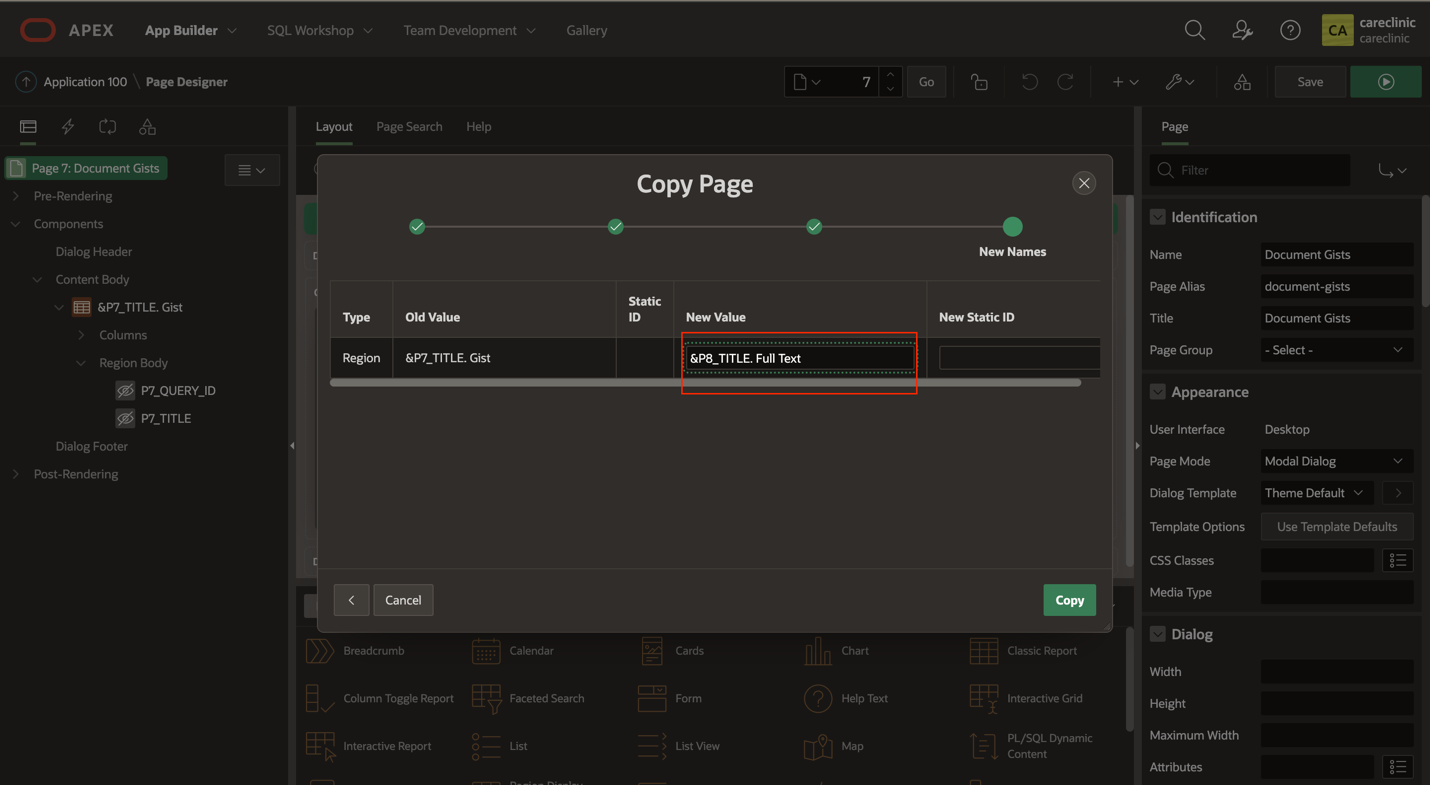 APEX
App Builder
SQL Workshop
Team Development
Gallery
CA
careclinic
careclinic
Application 100 \ Page Designer
7
Go
Save
Layout
Page Search
Help
Page
Page 7: Document Gists
Pre-Rendering
Components
Dialog Header
Content Body
&P7_TITLE. Gist
Columns
Region Body
P7_QUERY_ID
P7_TITLE
Dialog Footer
Post-Rendering
Copy Page
New Names
Type
Old Value
Static
ID
New Value
New Static ID
Region
&P7_TITLE. Gist
&P8_TITLE. Full Text
Cancel
Copy
Breadcrumb
Calendar
Cards
Chart
Classic Report
Column Toggle Report
Faceted Search
Form
Help Text
Interactive Grid
Interactive Report
List
List View
Map
PL/SQL Dynamic
Content
Region Display
Filter
Identification
Name
Document Gists
Page Alias
document-gists
Title
Document Gists
Page Group
- Select -
Appearance
User Interface
Desktop
Page Mode
Modal Dialog
Dialog Template
Theme Default
Template Options
Use Template Defaults
CSS Classes
Media Type
Dialog
Width
Height
Maximum Width
Attributes